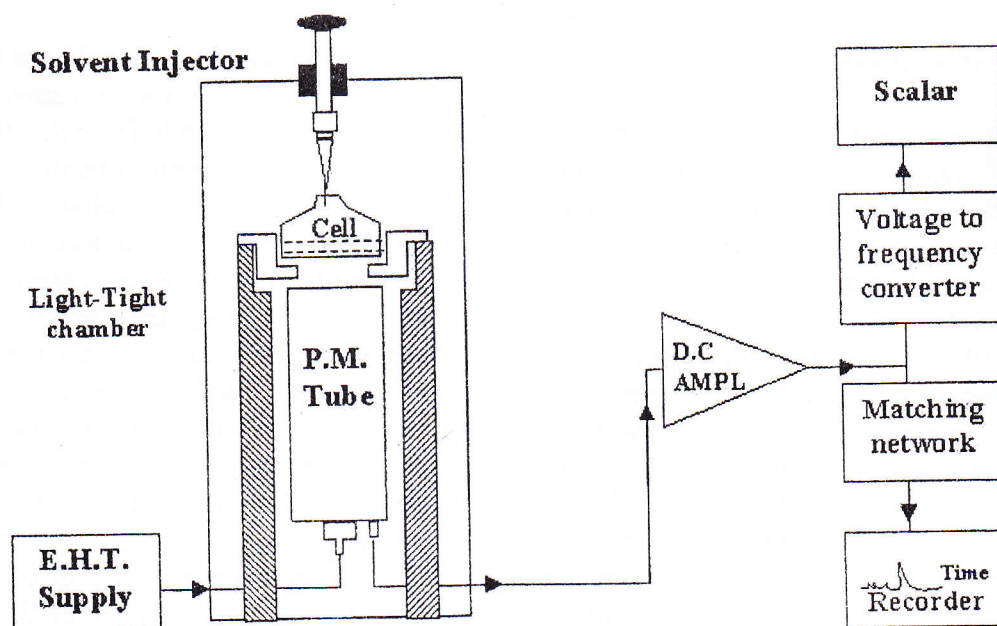 Solvent Injector
Scalar
Cell
Voltage to
frequency
converter
Light-Tight
chamber
P.M.
Tube
D.C
AMPL
Matching
network
E.H.T.
Supply
Time
Recorder